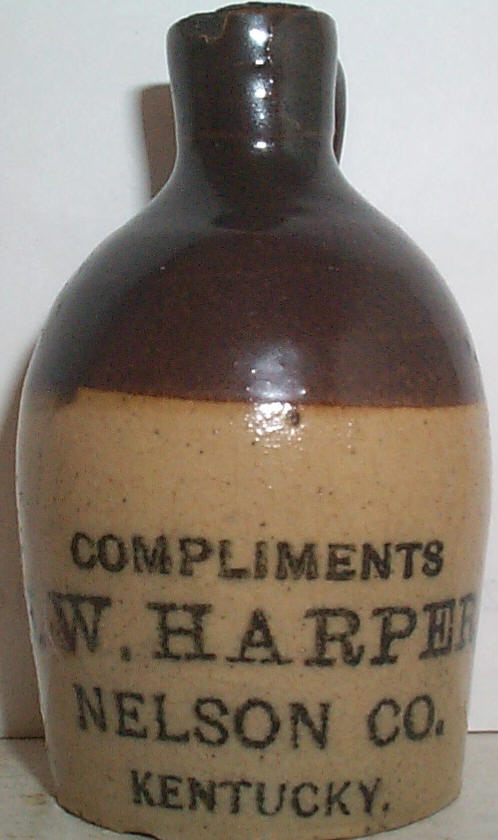 COMPLIMENTS
.W. HARPER
NELSON CO.
KENTUCKY.